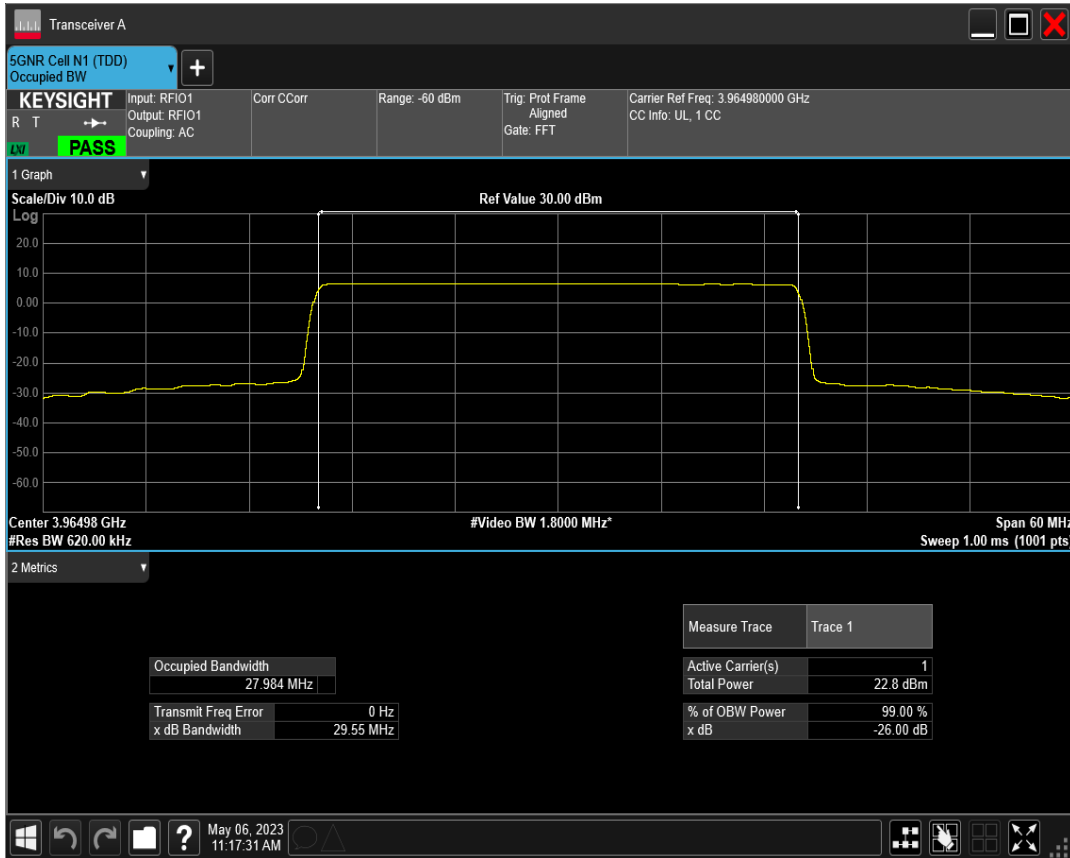 Transceiver A
5GNR Cell N1 (TDD)
Occupied BW
+
KEYSIGHT
R T
LXI
PASS
Input: RFIO1
Output: RFIO1
Coupling: AC
Corr CCorr
Range: -60 dBm
Trig: Prot Frame
Aligned
Gate: FFT
Carrier Ref Freq: 3.964980000 GHz
CC Info: UL, 1 CC
1 Graph
Scale/Div 10.0 dB
Ref Value 30.00 dBm
Log
20.0
10.0
0.00
-10.0
-20.0
-30.0
-40.0
-50.0
-60.0
Center 3.96498 GHz
#Video BW 1.8000 MHz*
Span 60 MHz
#Res BW 620.00 kHz
Sweep 1.00 ms (1001 pts)
2 Metrics
Measure Trace Trace 1
Occupied Bandwidth
27.984 MHz
Active Carrier(s) 1
Total Power 22.8 dBm
Transmit Freq Error 0 Hz
x dB Bandwidth 29.55 MHz
% of OBW Power 99.00 %
x dB -26.00 dB
?
May 06, 2023
11:17:31 AM